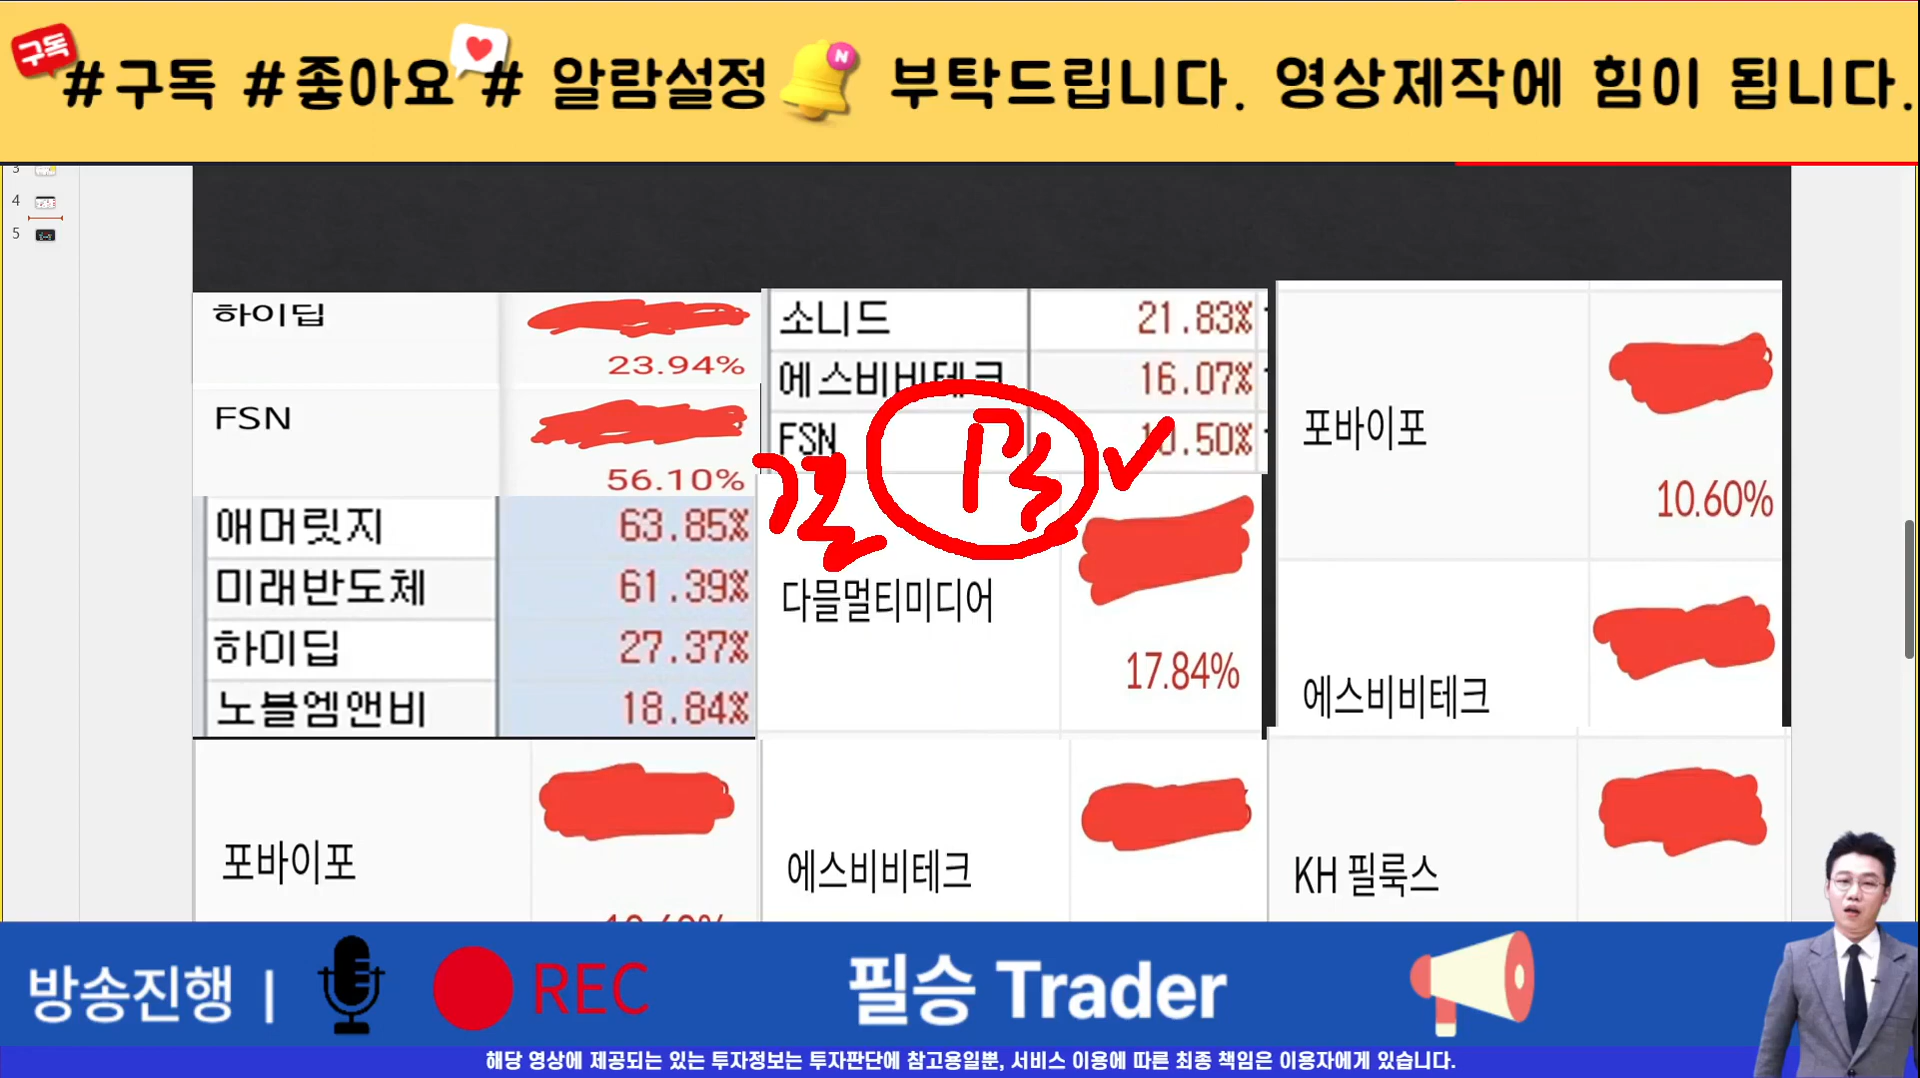 구독
#구독 #좋아요 # 알람설정 N 부탁드립니다. 영상제작에 힘이 됩니다.
3
4
5
하이딥
23.94%
FSN
56.10%
애머릿지 63.85%
미래반도체 61.39%
하이딥 27.37%
노블엠앤비 18.84%
소니드 21.83%
에스비비테크 16.07%
FSN
다믈멀티미디어
17.84%
포바이포
10.60%
에스비비테크
포바이포
에스비비테크
KH 필룩스
방송진행 | REC 필승 Trader
해당 영상에 제공되는 있는 투자정보는 투자판단에 참고용일뿐, 서비스 이용에 따른 최종 책임은 이용자에게 있습니다.